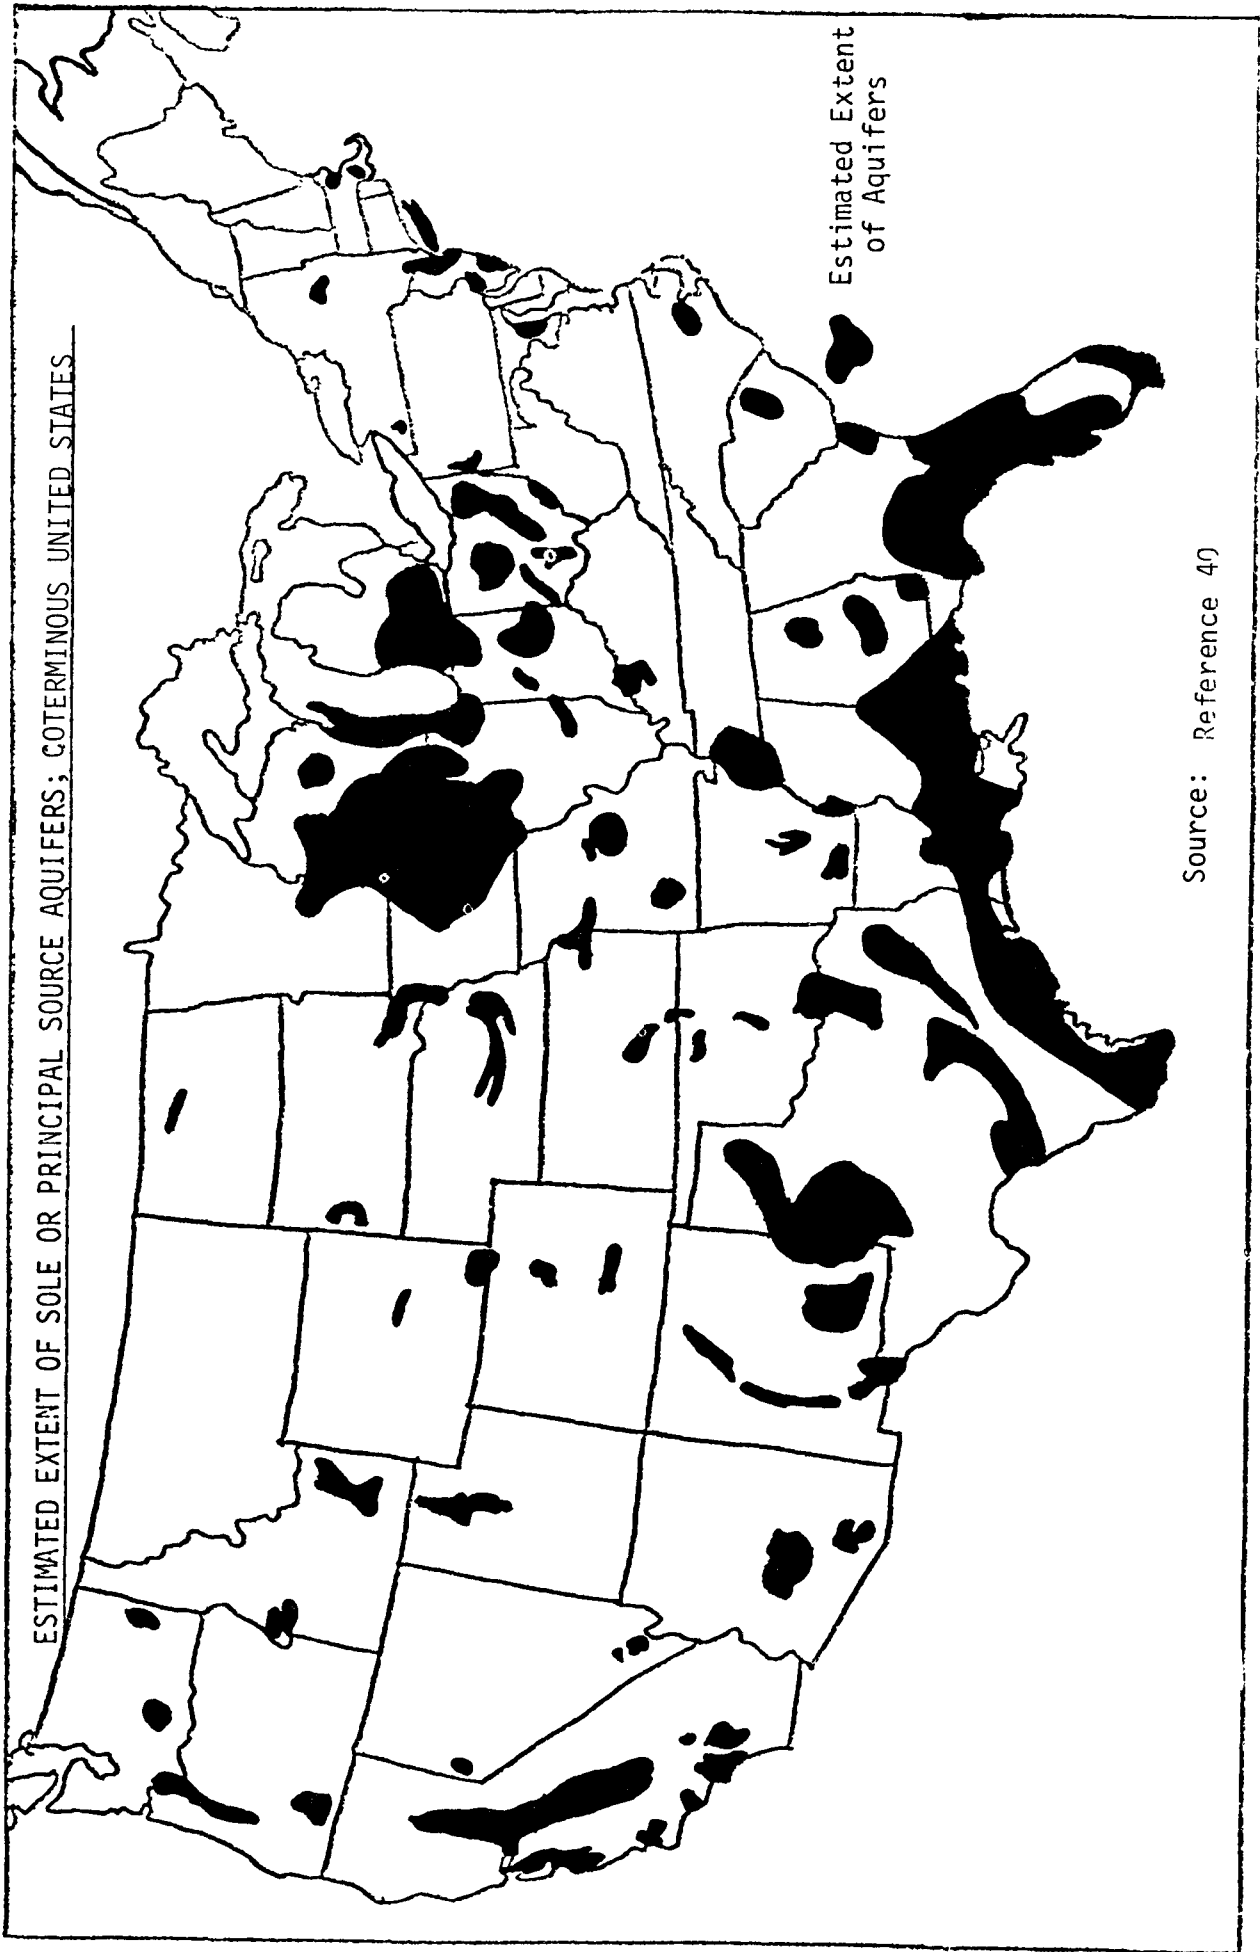 ESTIMATED EXTENT OF SOLE OR PRINCIPAL SOURCE AQUIFERS; COTERMINOUS UNITED STATES
Estimated Extent
of Aquifers
Source: Reference 40